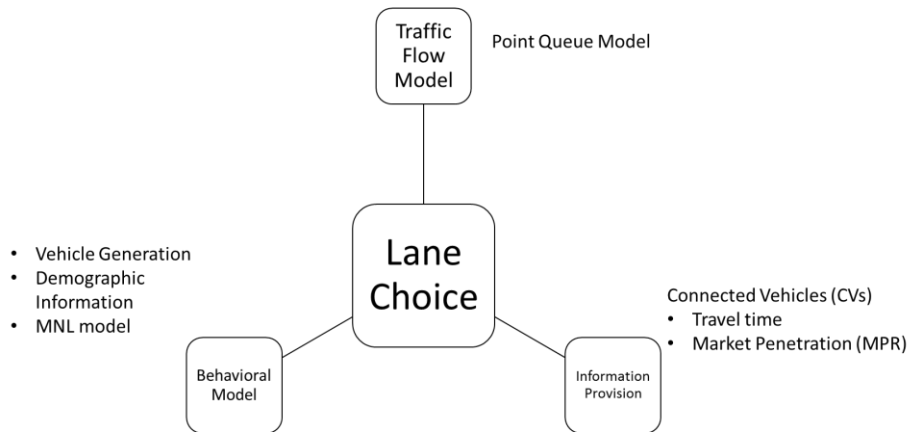 Traffic
Flow
Model
Point Queue Model
Lane
Choice
• Vehicle Generation
• Demographic
Information
• MNL model
Behavioral
Model
Connected Vehicles (CVs)
• Travel time
• Market Penetration (MPR)
Information
Provision